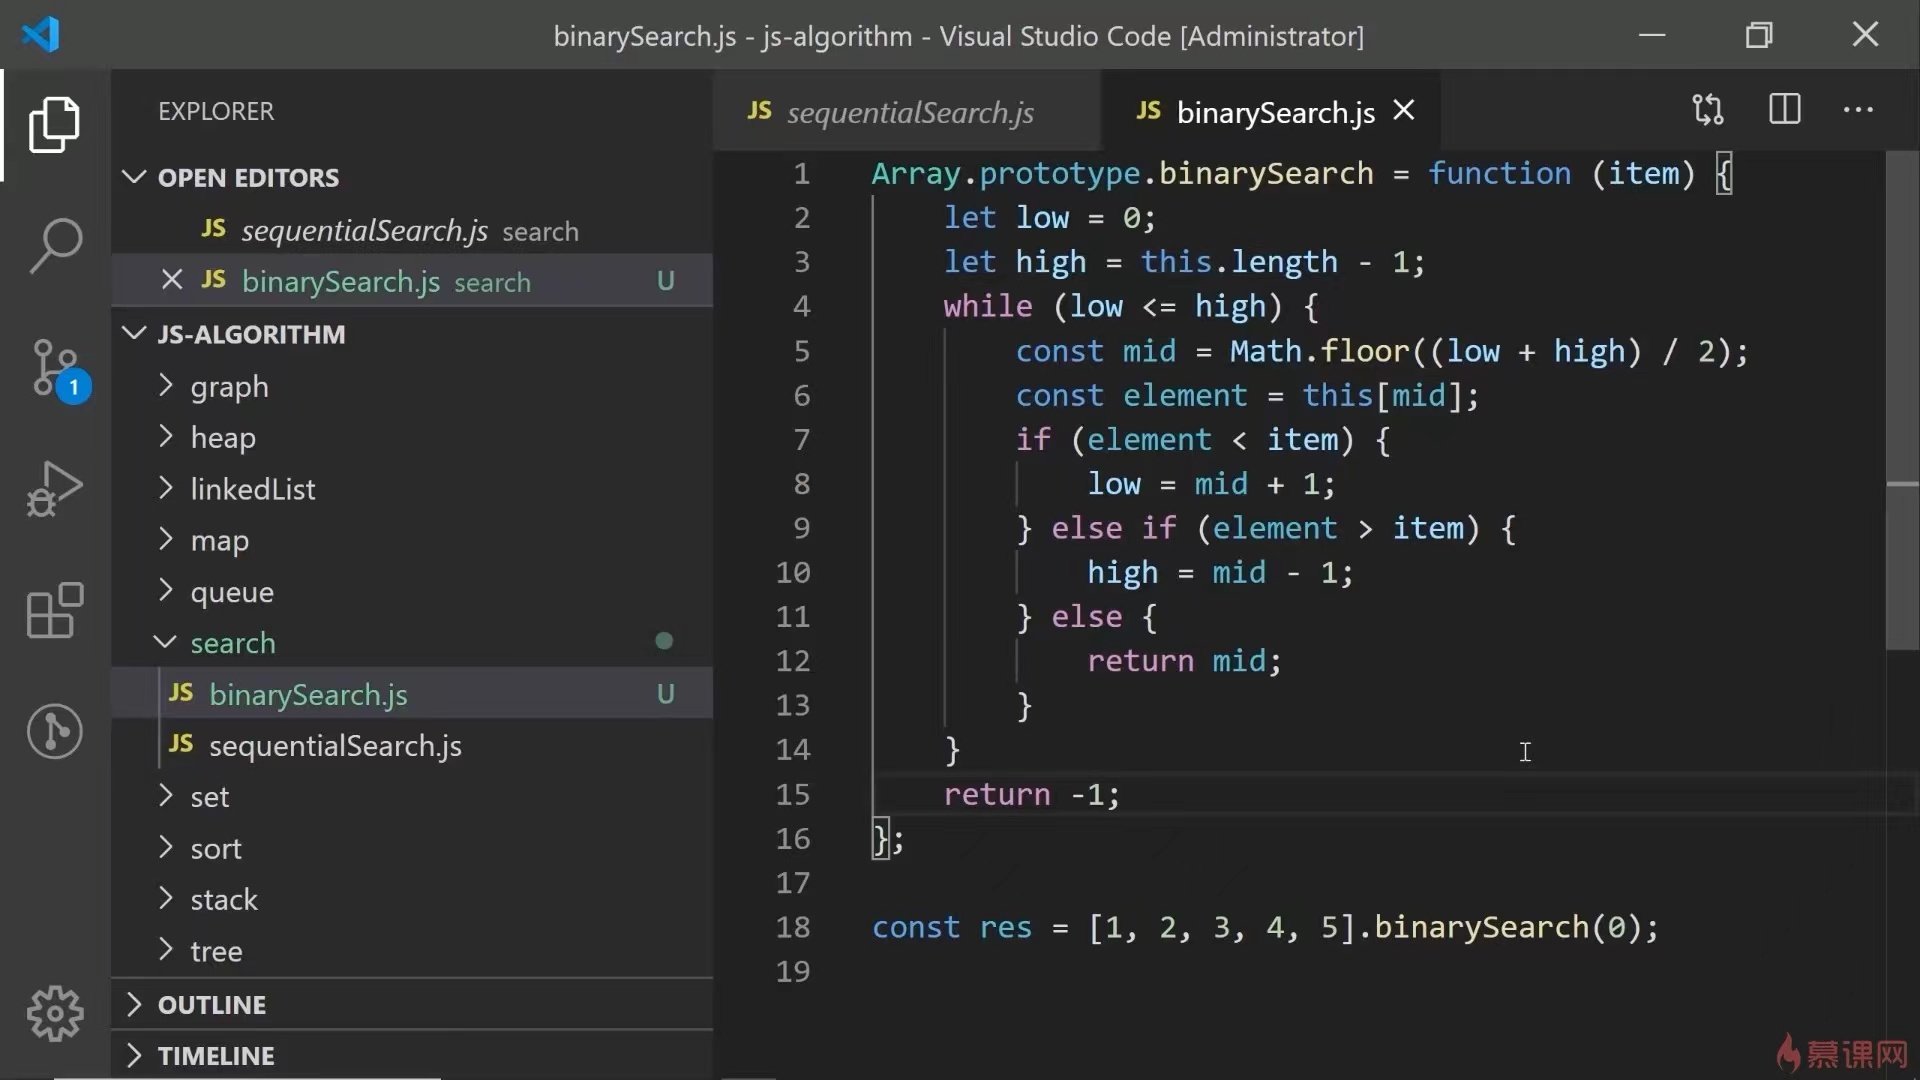 binarySearch.js - js-algorithm - Visual Studio Code [Administrator]
EXPLORER
OPEN EDITORS
JS sequentialSearch.js search
JS binarySearch.js search U
JS-ALGORITHM
graph
heap
linkedList
map
queue
search
JS binarySearch.js U
JS sequentialSearch.js
set
sort
stack
tree
OUTLINE
TIMELINE
1
JS sequentialSearch.js
JS binarySearch.js
1 Array.prototype.binarySearch = function (item) {
2 let low = 0;
3 let high = this.length - 1;
4 while (low <= high) {
5 const mid = Math.floor((low + high) / 2);
6 const element = this[mid];
7 if (element < item) {
8 low = mid + 1;
9 } else if (element > item) {
10 high = mid - 1;
11 } else {
12 return mid;
13 }
14 }
15 return -1;
16 };
17
18 const res = [1, 2, 3, 4, 5].binarySearch(0);
19
慕课网